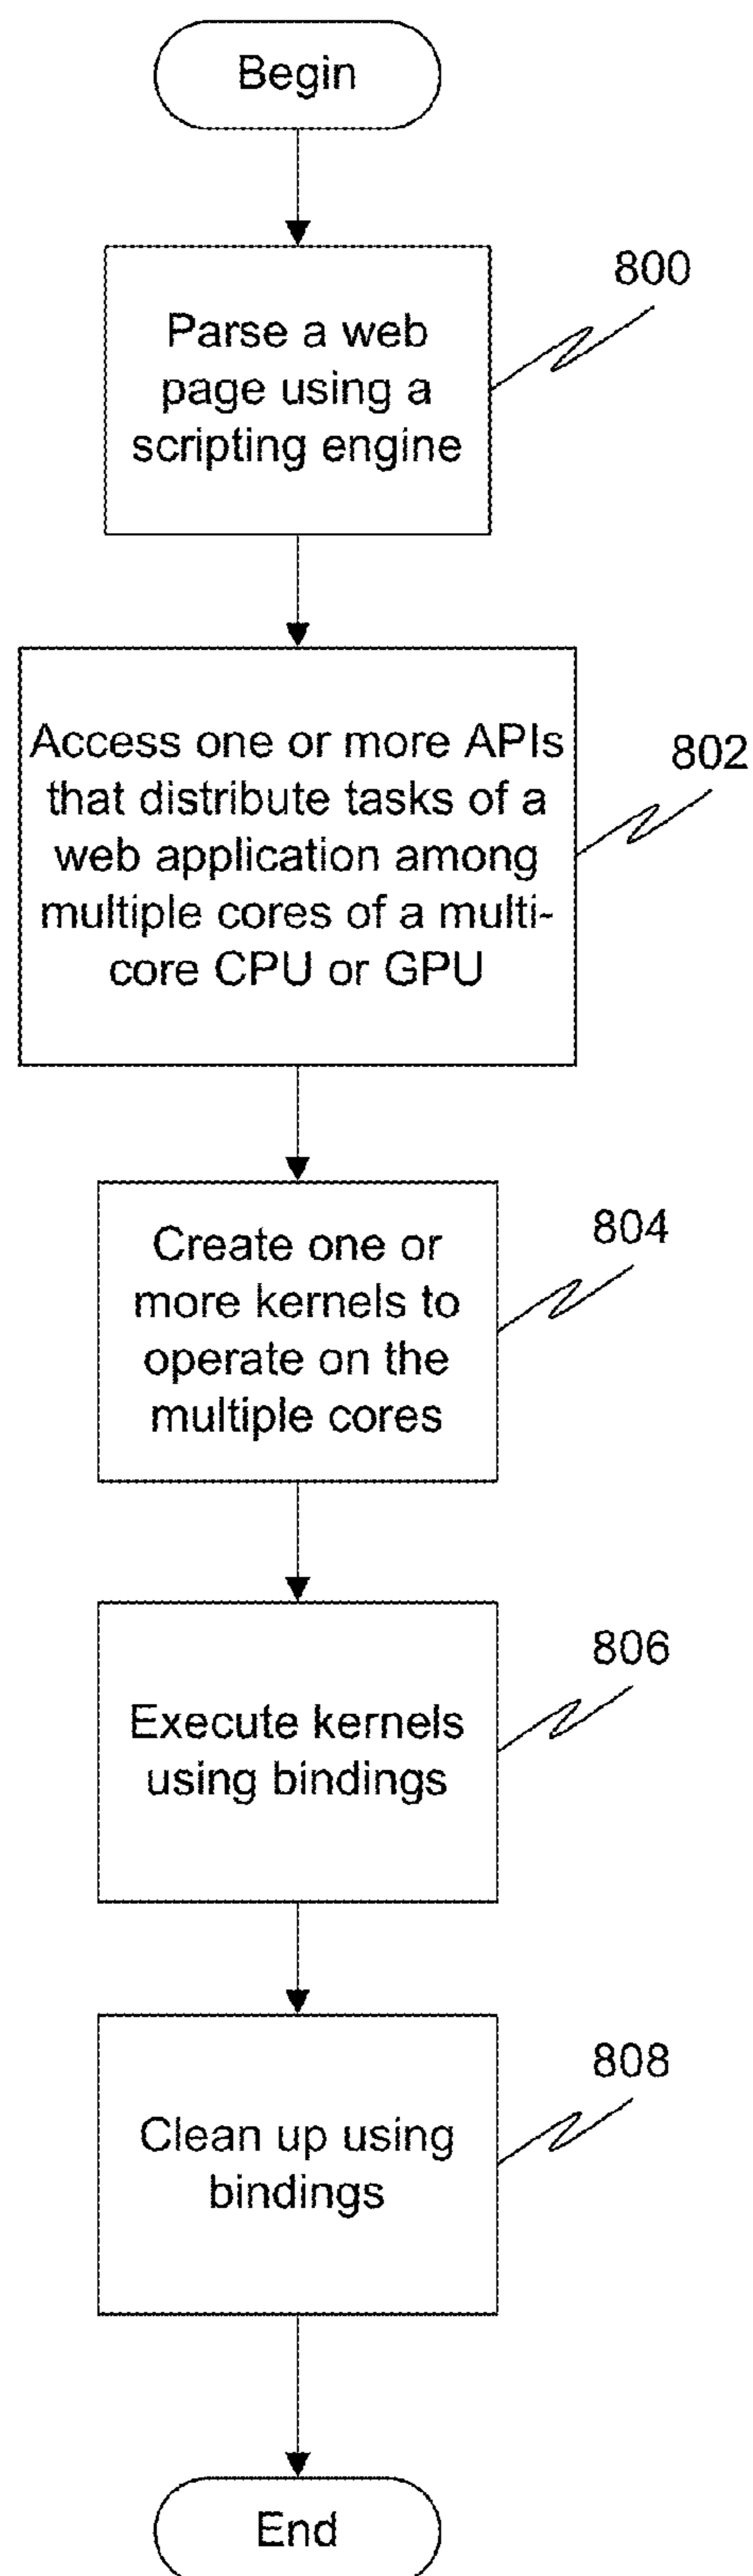 Begin
800
Parse a web
page using a
scripting engine
802
Access one or more APIs
that distribute tasks of a
web application among
multiple cores of a multi-
core CPU or GPU
804
Create one or
more kernels to
operate on the
multiple cores
806
Execute kernels
using bindings
808
Clean up using
bindings
End